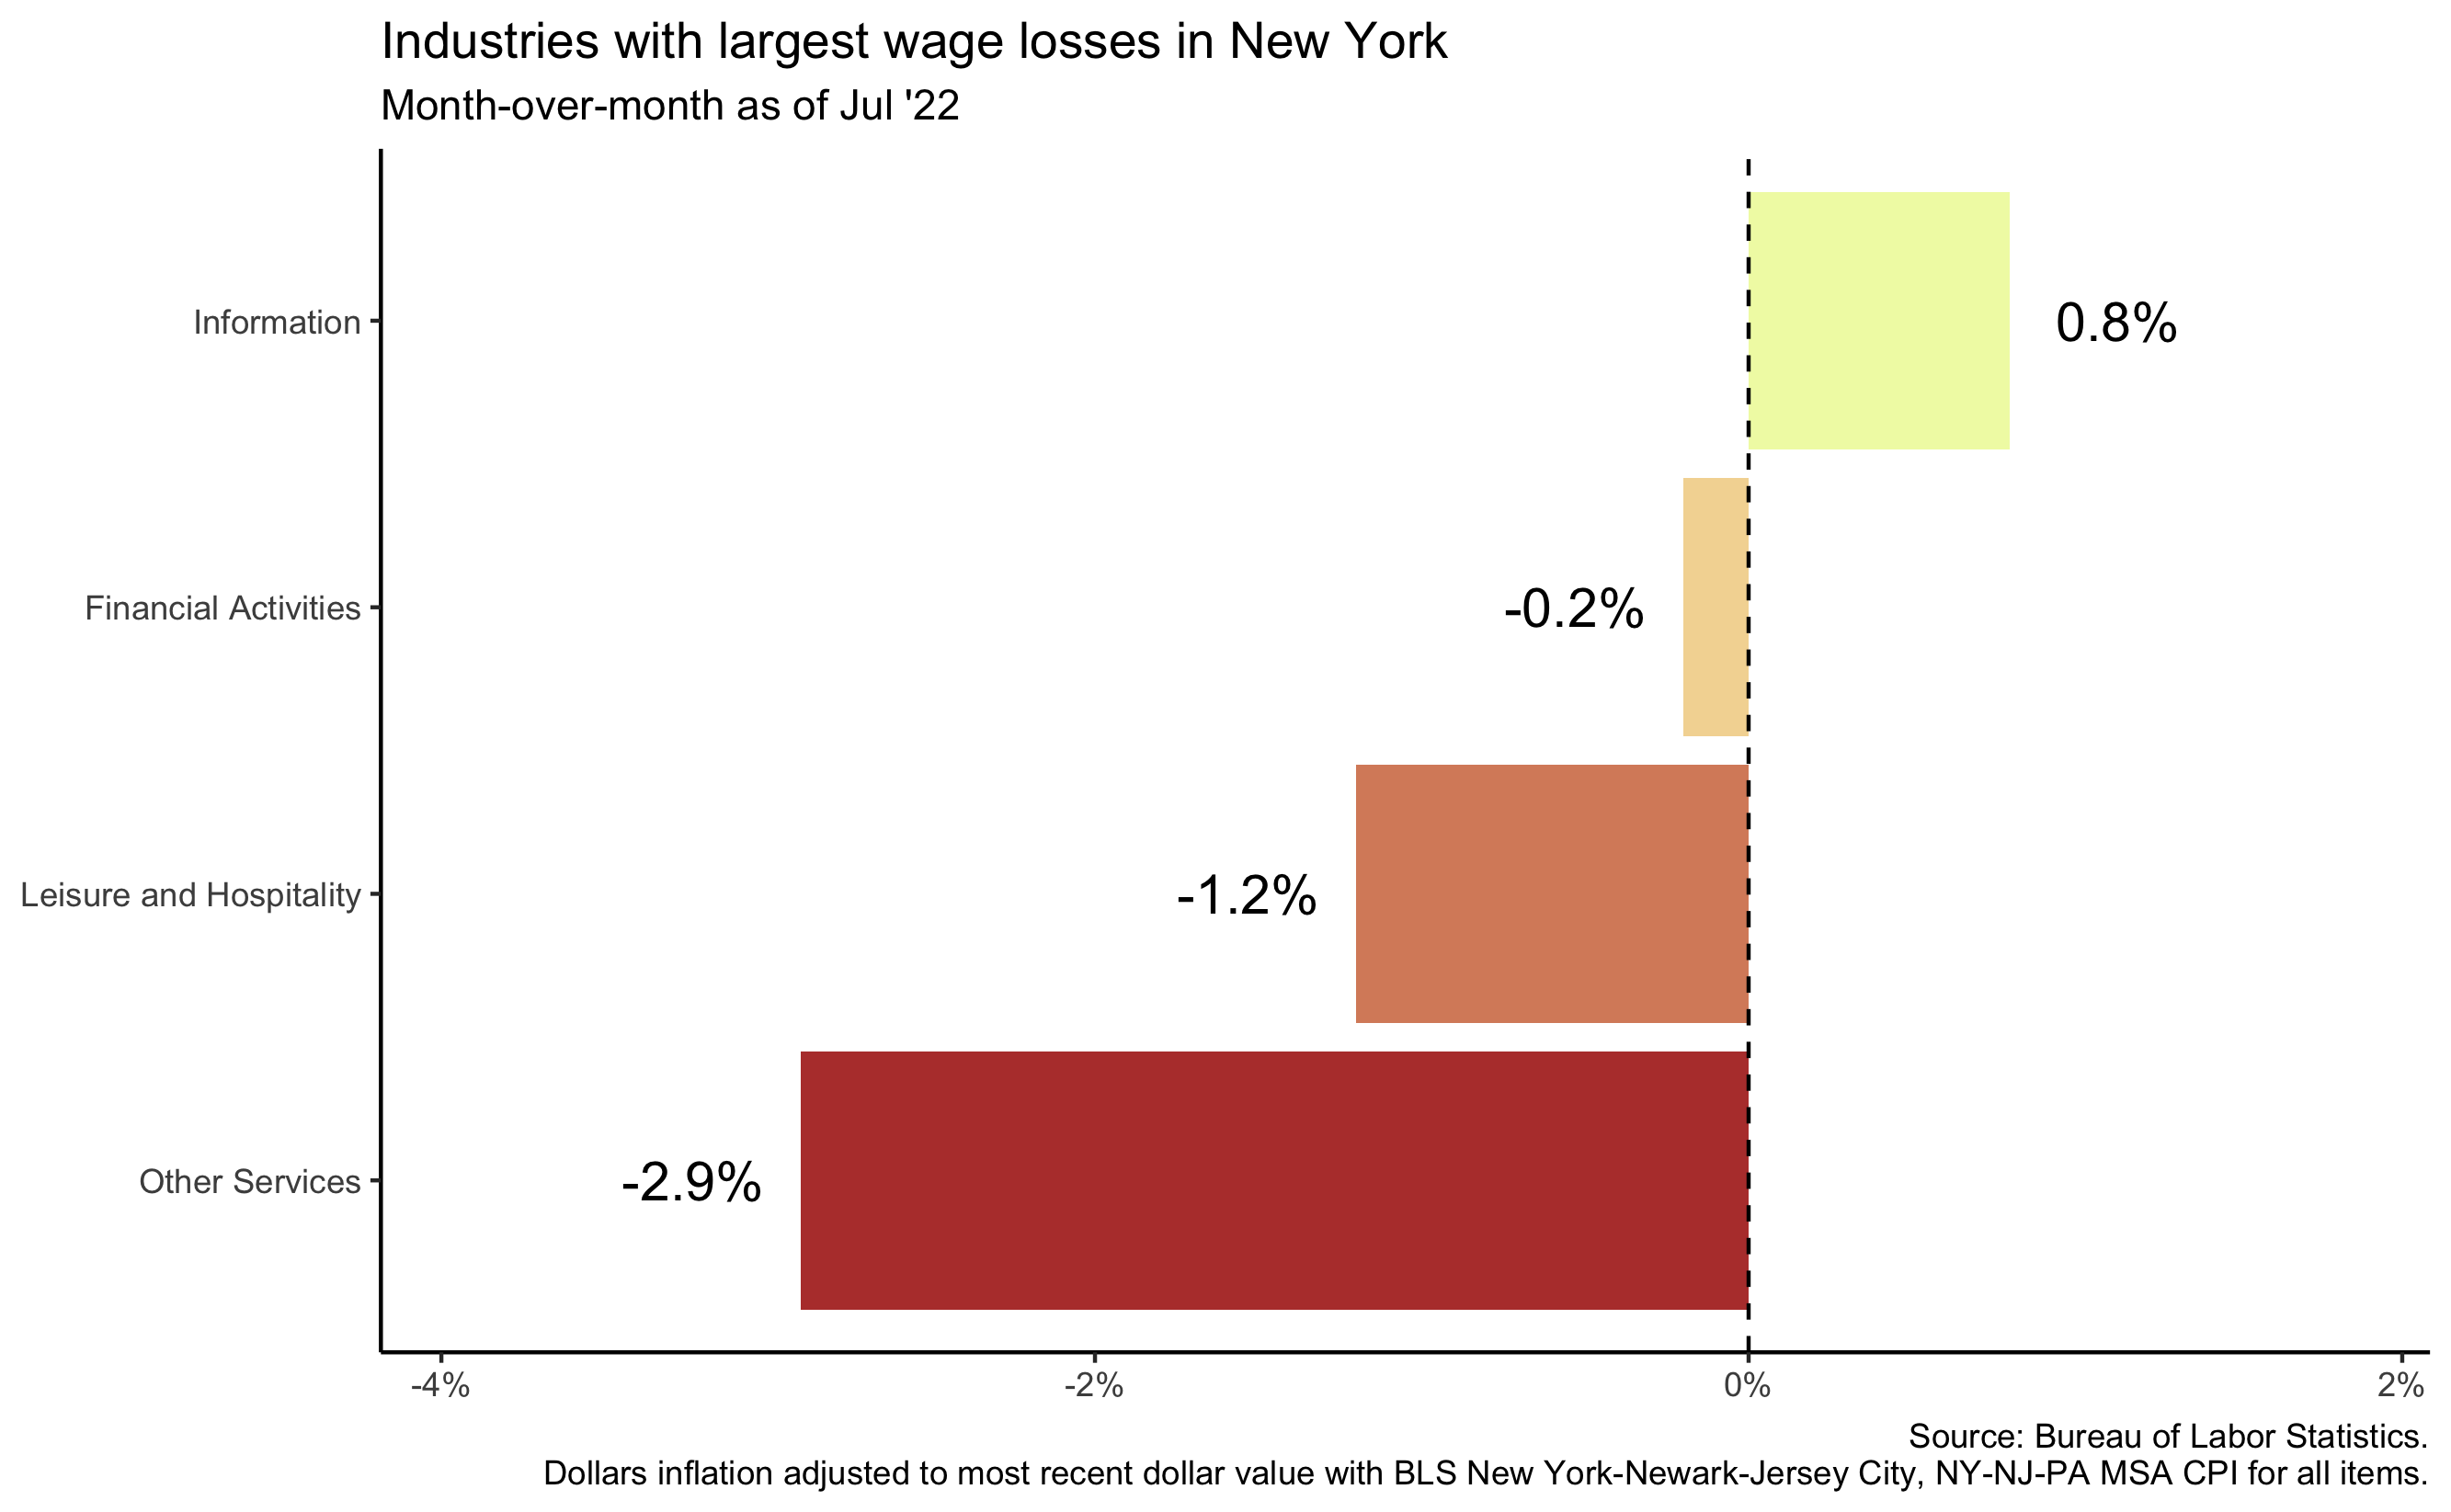 Industries with largest wage losses in New York
Month-over-month as of Jul '22
Information
0.8%
Financial Activities
-0.2%
Leisure and Hospitality
-1.2%
Other Services
-2.9%
-4%
-2%
0%
2%
Source: Bureau of Labor Statistics.
Dollars inflation adjusted to most recent dollar value with BLS New York-Newark-Jersey City, NY-NJ-PA MSA CPI for all items.